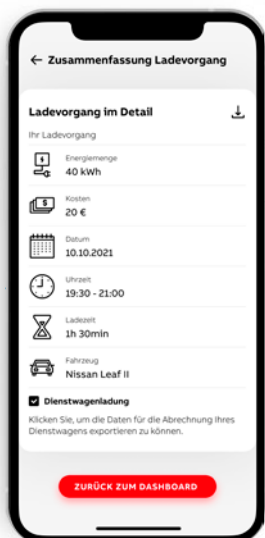 ← Zusammenfassung Ladevorgang
Ladevorgang im Detail
Ihr Ladevorgang
Energiemenge
40 kWh
$
Kosten
20 €
Datum
10.10.2021
Uhrzeit
19:30 - 21:00
Ladezeit
1h 30min
Fahrzeug
Nissan Leaf II
Dienstwagenladung
Klicken Sie, um die Daten für die Abrechnung Ihres
Dienstwagens exportieren zu können.
ZURÜCK ZUM DASHBOARD